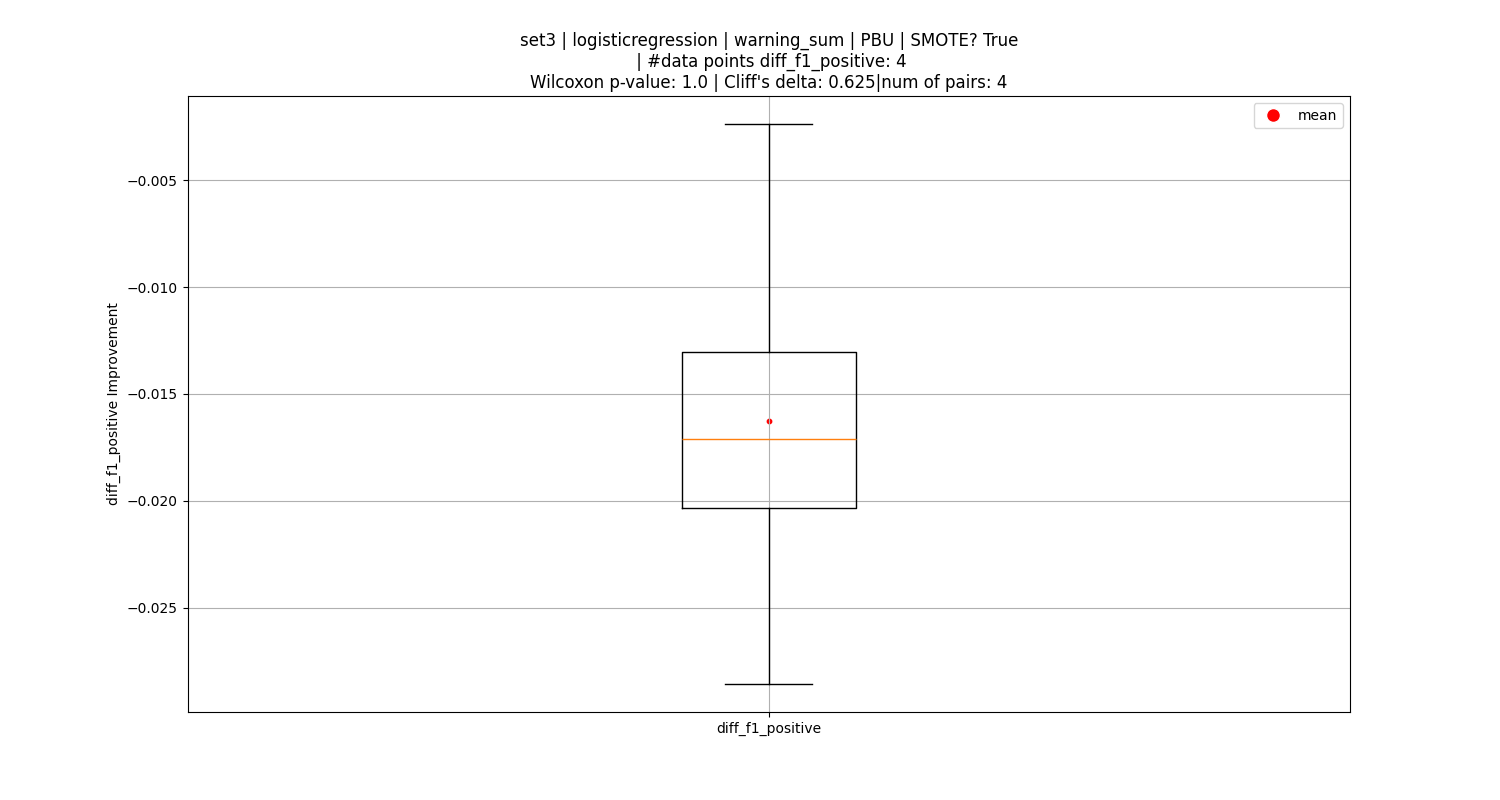 set3 | logisticregression | warning_sum | PBU | SMOTE? True
| #data points diff_f1_positive: 4
Wilcoxon p-value: 1.0 | Cliff's delta: 0.625|num of pairs: 4
mean
−0.005
−0.010
−0.015
−0.020
−0.025
diff_f1_positive Improvement
diff_f1_positive